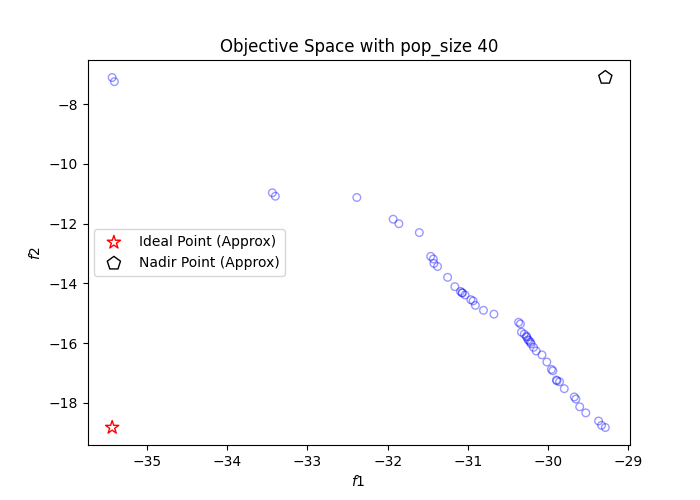 Objective Space with pop_size 40
−8
−10
−12
−14
−16
−18
f2
Ideal Point (Approx)
Nadir Point (Approx)
−35
−34
−33
−32
−31
−30
−29
f1